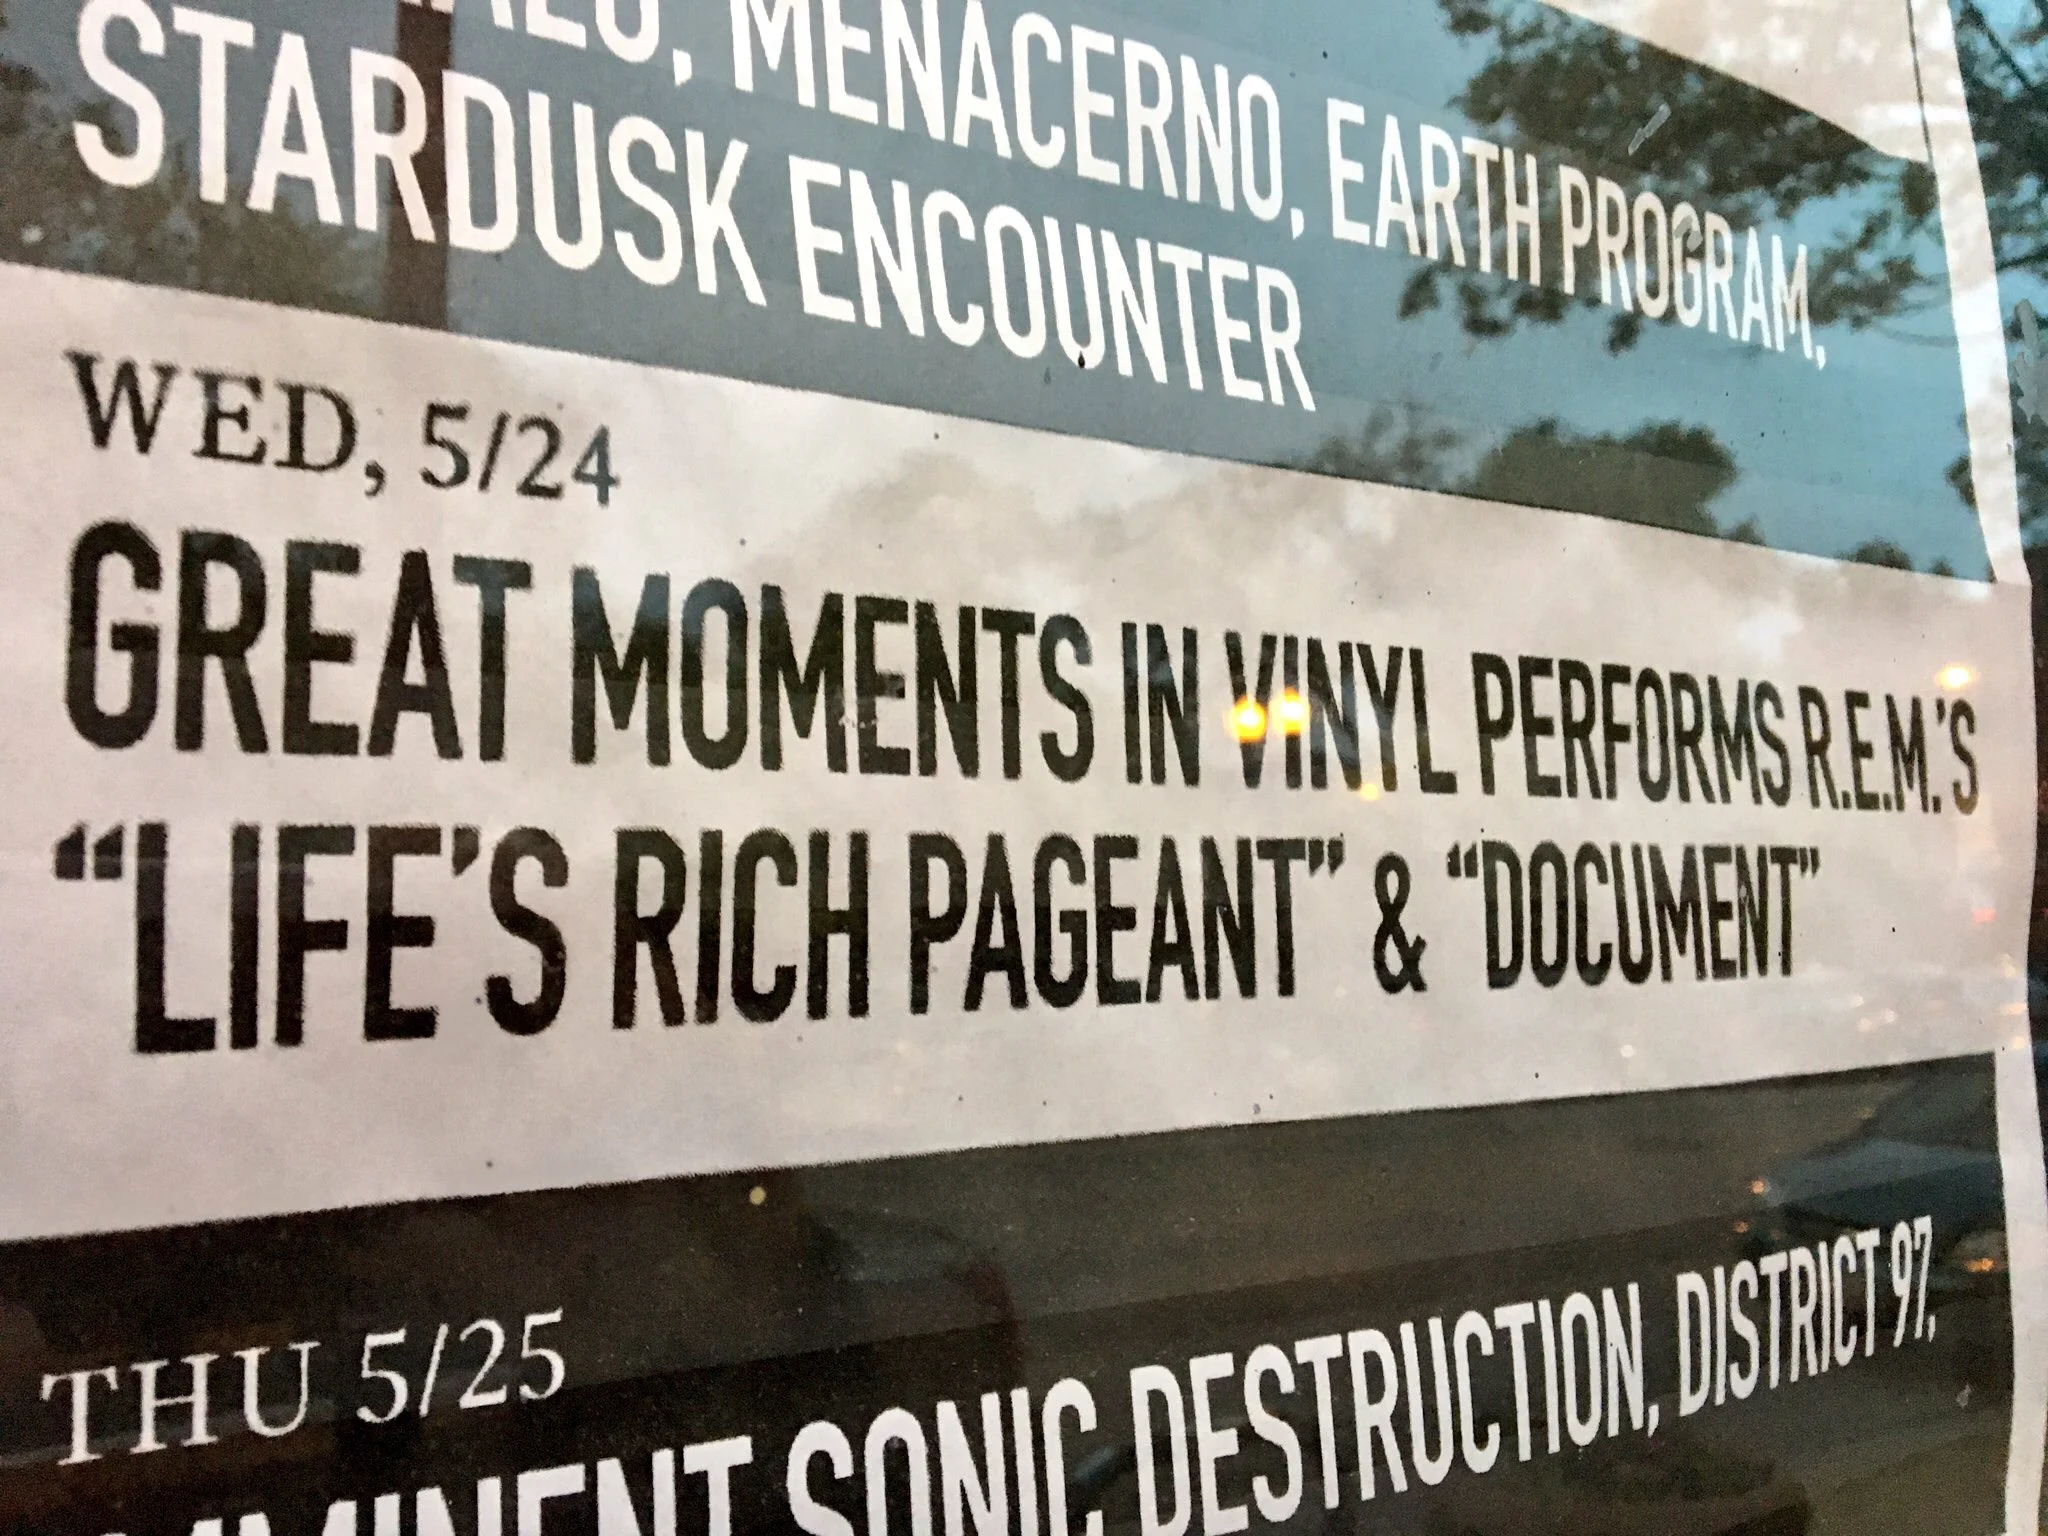 MENACERNO, EARTH PROGRAM,
STARDUSK ENCOUNTER
WED, 5/24
GREAT MOMENTS IN VINYL PERFORMS R.E.M.'S
“LIFE'S RICH PAGEANT” & “DOCUMENT”
THU 5/25
SONIC DESTRUCTION, DISTRICT 97,